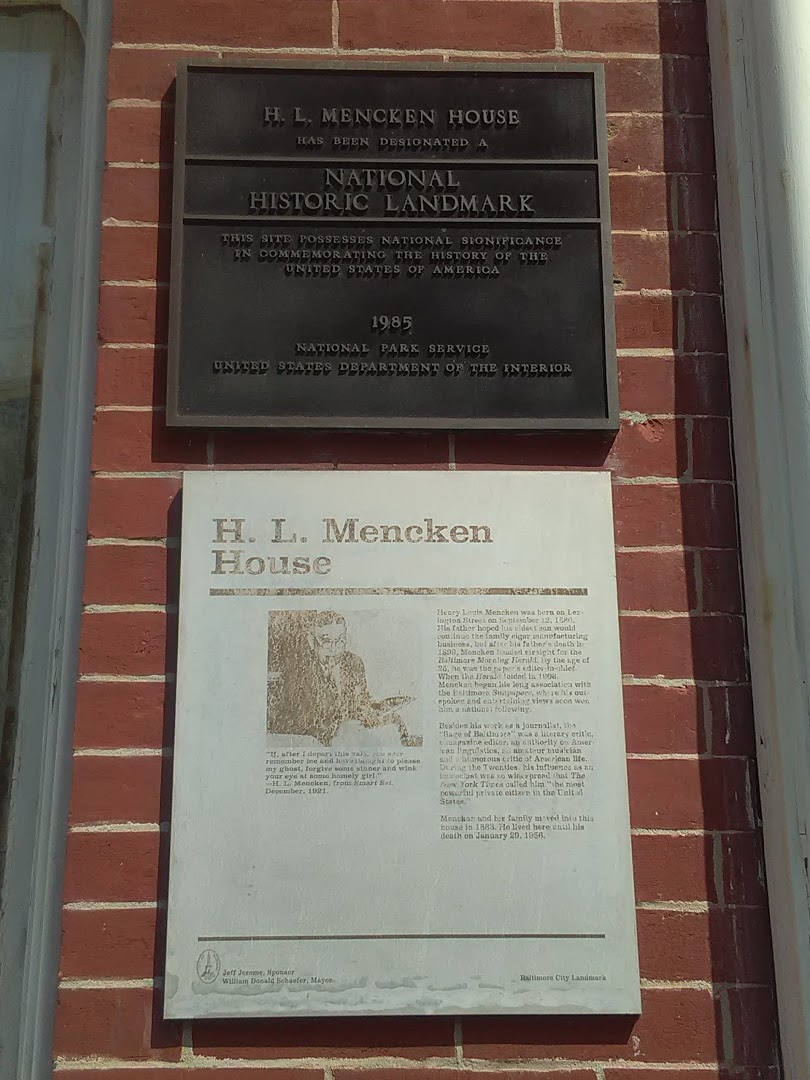 H. L. MENCKEN HOUSE
HAS BEEN DESIGNATED A
NATIONAL
HISTORIC LANDMARK
THIS SITE POSSESSES NATIONAL SIGNIFICANCE
IN COMMEMORATING THE HISTORY OF THE
UNITED STATES OF AMERICA
1985
NATIONAL PARK SERVICE
UNITED STATES DEPARTMENT OF THE INTERIOR
H. L. Mencken
House
"If, after I depart this vale, you ever
remember me and have thought to please
my ghost, forgive some sinner and wink
your eye at some homely girl."
—H. L. Mencken, from Smart Set,
December, 1921.
Henry Louis Mencken was born on Lex-
ington Street on September 12, 1880.
His father hoped his eldest son would
continue the family cigar manufacturing
business, but after his father's death in
1899, Mencken headed straight for the
Baltimore Morning Herald. By the age of
25, he was the paper's editor-in-chief.
When the Herald folded in 1906,
Mencken began his long association with
the Baltimore Sunpapers, where his out-
spoken and entertaining views soon won
him a national following.
Besides his work as a journalist, the
"Sage of Baltimore" was a literary critic,
a magazine editor, an authority on Amer-
ican linguistics, an amateur musician
and a humorous critic of American life.
During the Twenties, his influence as an
iconoclast was so widespread that The
New York Times called him "the most
powerful private citizen in the United
States."
Mencken and his family moved into this
house in 1883. He lived here until his
death on January 29, 1956.
Jeff Jerome, Sponsor
William Donald Schaefer, Mayor
Baltimore City Landmark